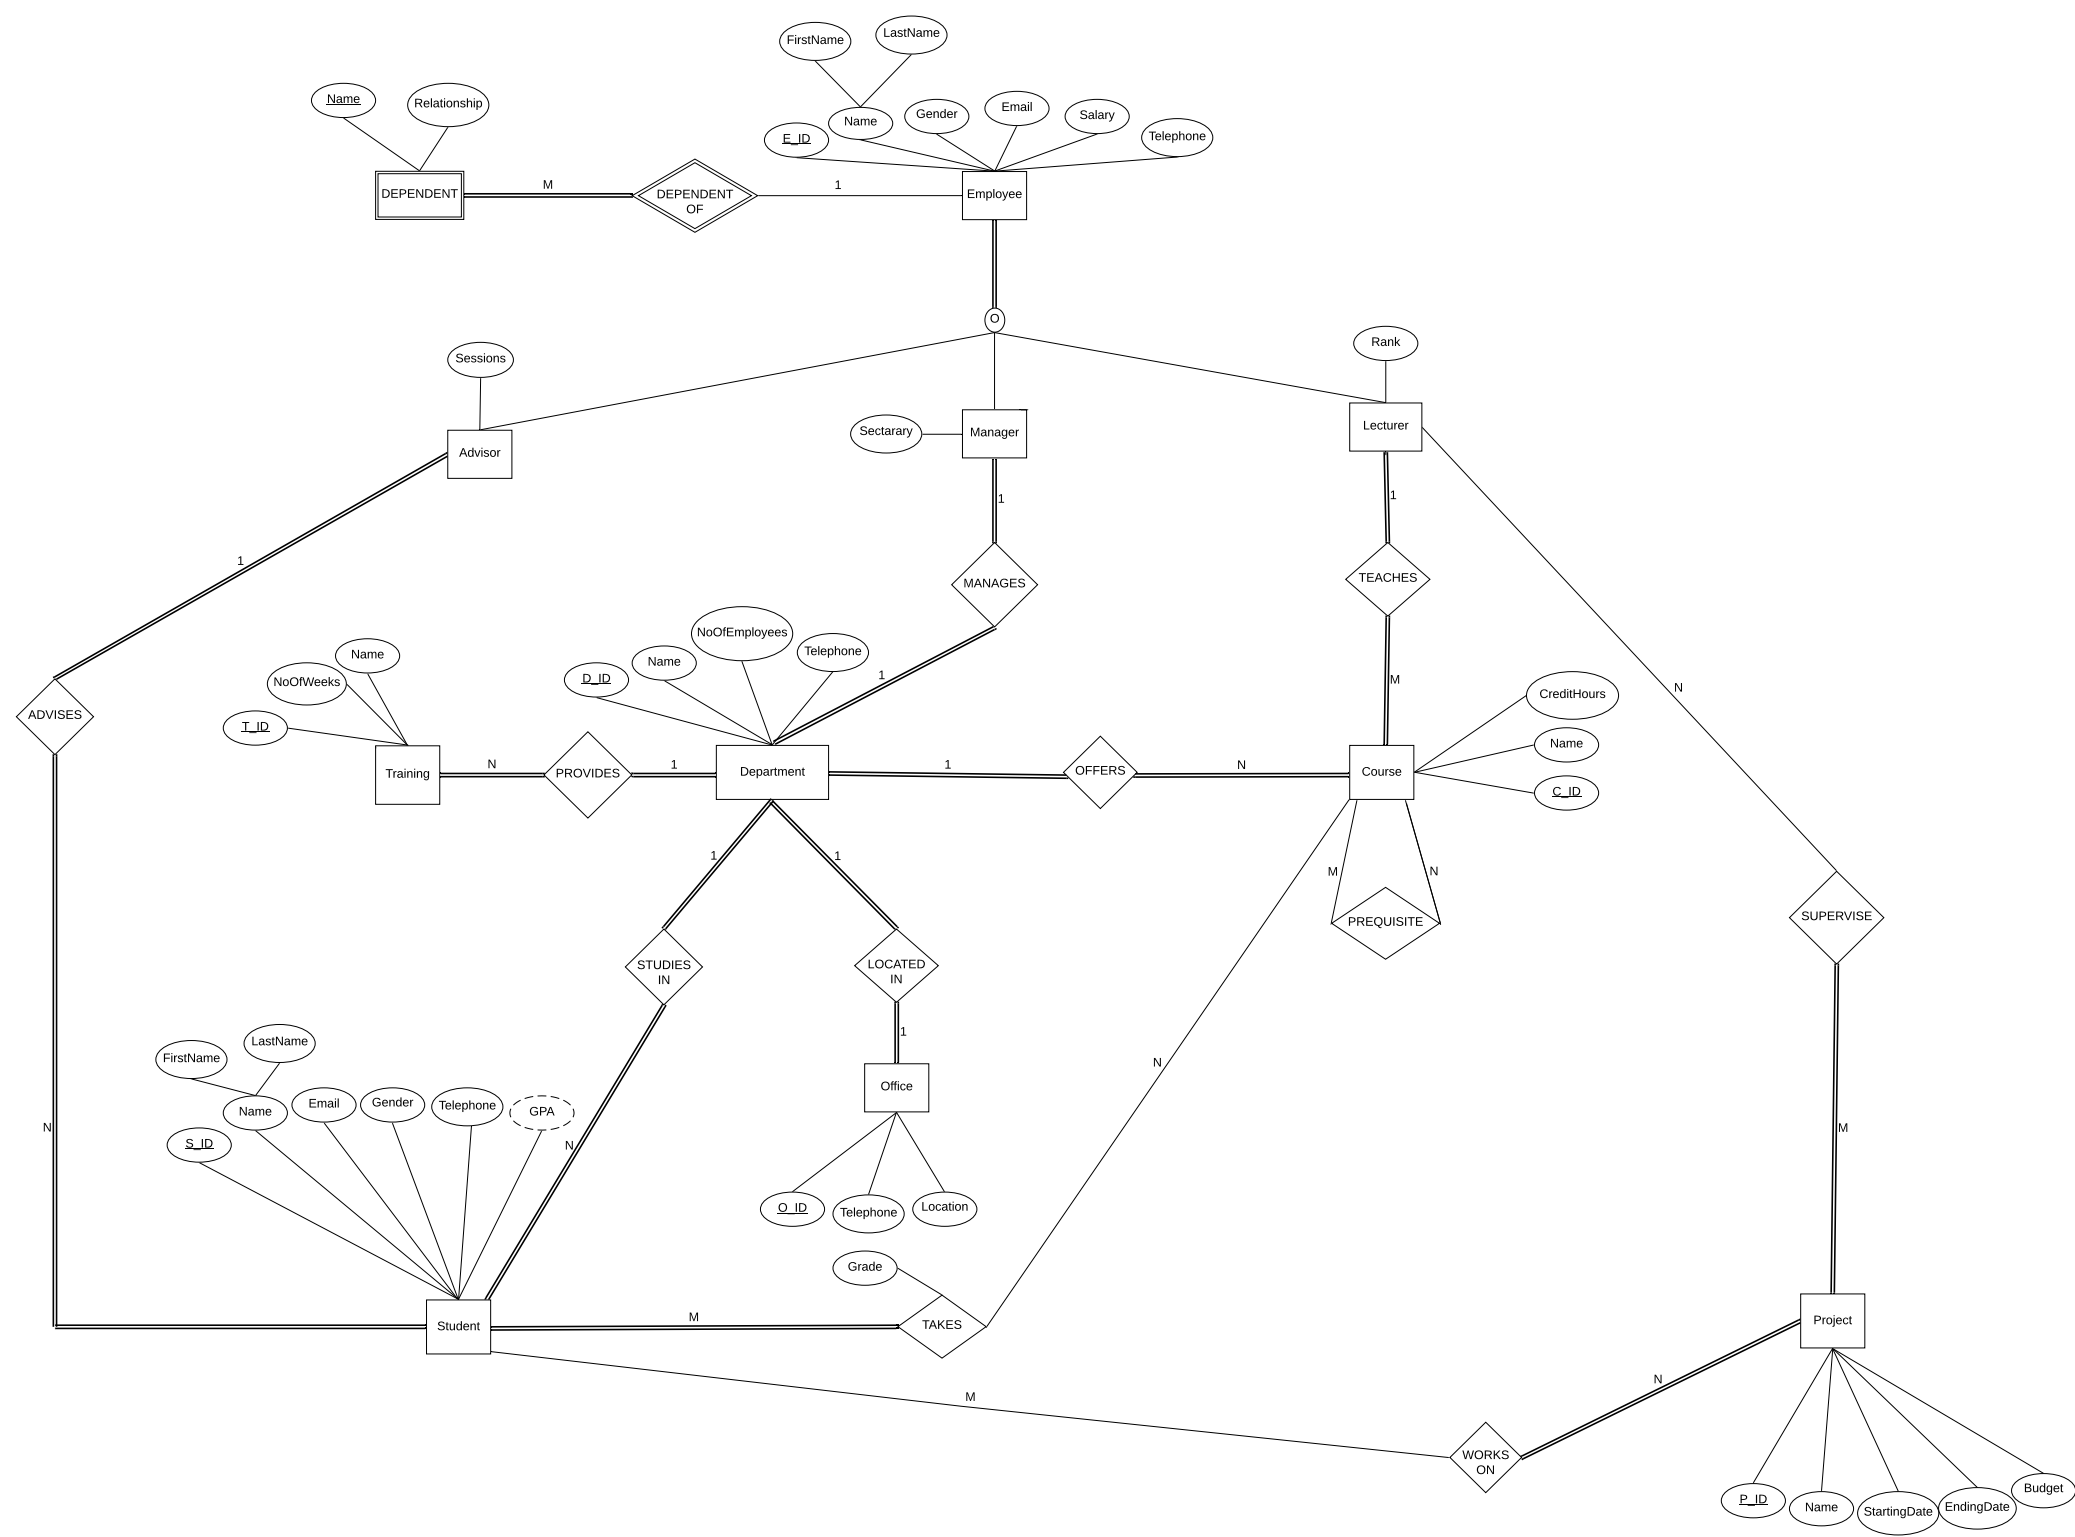 FirstName
LastName
Name
Relationship
Name
Gender
Email
Salary
E_ID
Telephone
DEPENDENT
M
DEPENDENT
OF
1
Employee
O
Sessions
Rank
Advisor
Sectarary
Manager
Lecturer
1
1
1
ADVISES
MANAGES
TEACHES
Name
NoOfWeeks
T_ID
NoOfEmployees
Name
Telephone
D_ID
1
M
N
CreditHours
Name
C_ID
Training
N
PROVIDES
1
Department
1
OFFERS
N
Course
1
1
M
N
PREQUISITE
SUPERVISE
STUDIES
IN
LOCATED
IN
1
N
FirstName
LastName
Name
Email
Gender
Telephone
GPA
S_ID
N
N
Office
M
O_ID
Telephone
Location
Grade
Student
M
TAKES
Project
M
N
WORKS
ON
P_ID
Name
StartingDate
EndingDate
Budget